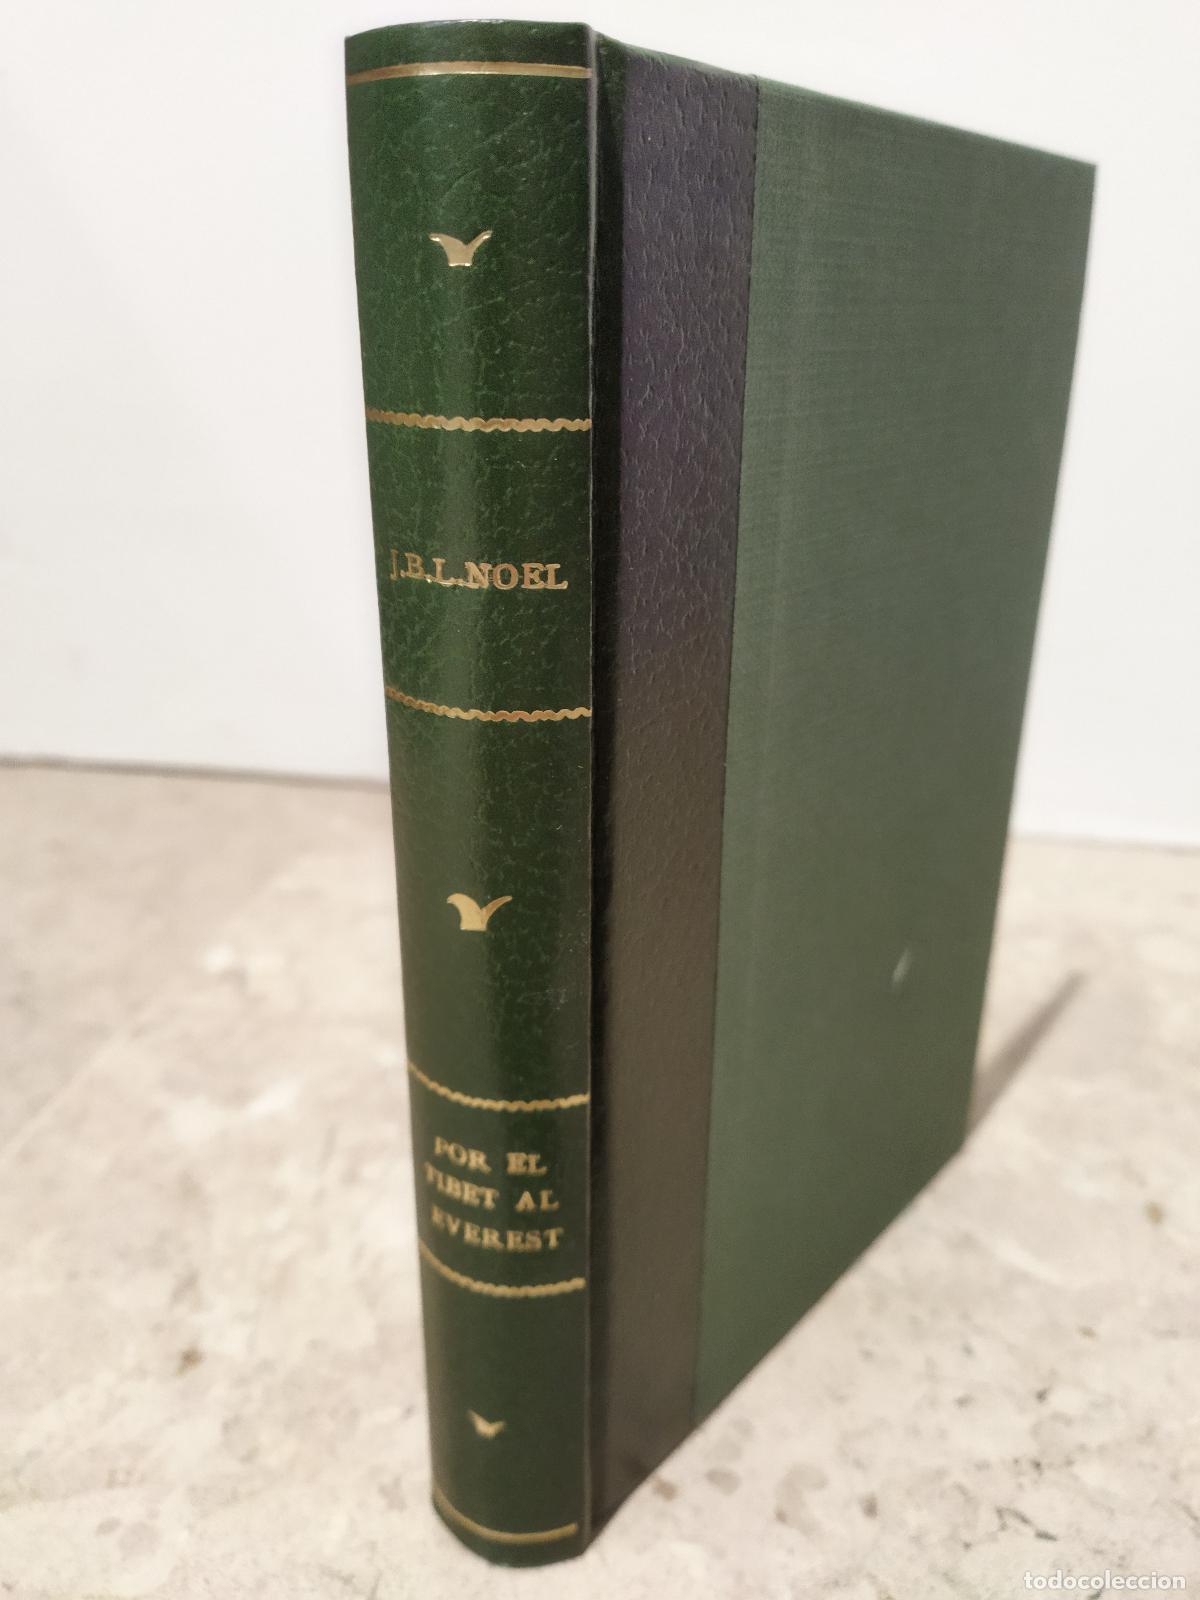 J.B.L.NOEL
POR EL
TIBET AL
EVEREST
todocoleccion